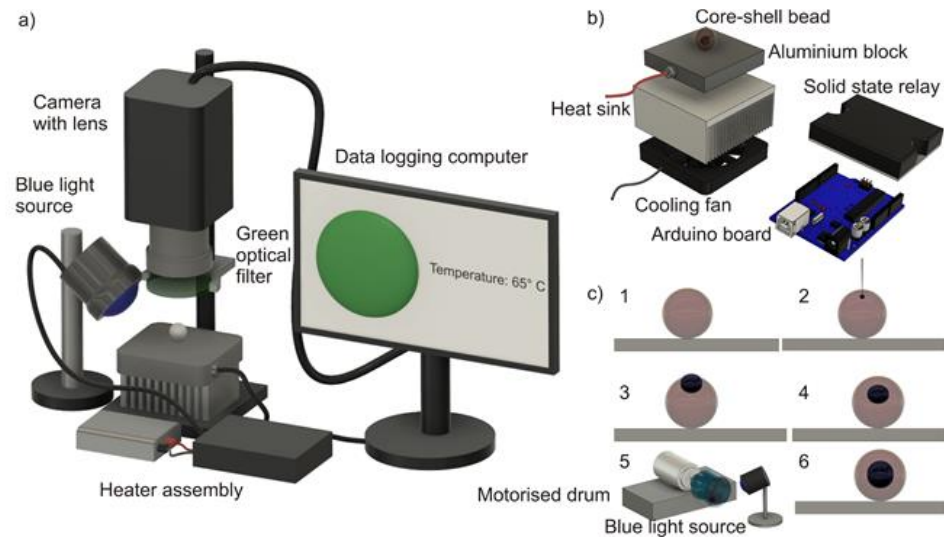 a)
Camera
with lens
Blue light
source
Green
optical
filter
Data logging computer
Temperature: 65° C
Heater assembly
b)
Core-shell bead
Aluminium block
Heat sink
Solid state relay
Cooling fan
Arduino board
c)
1
2
3
4
5
6
Motorised drum
Blue light source